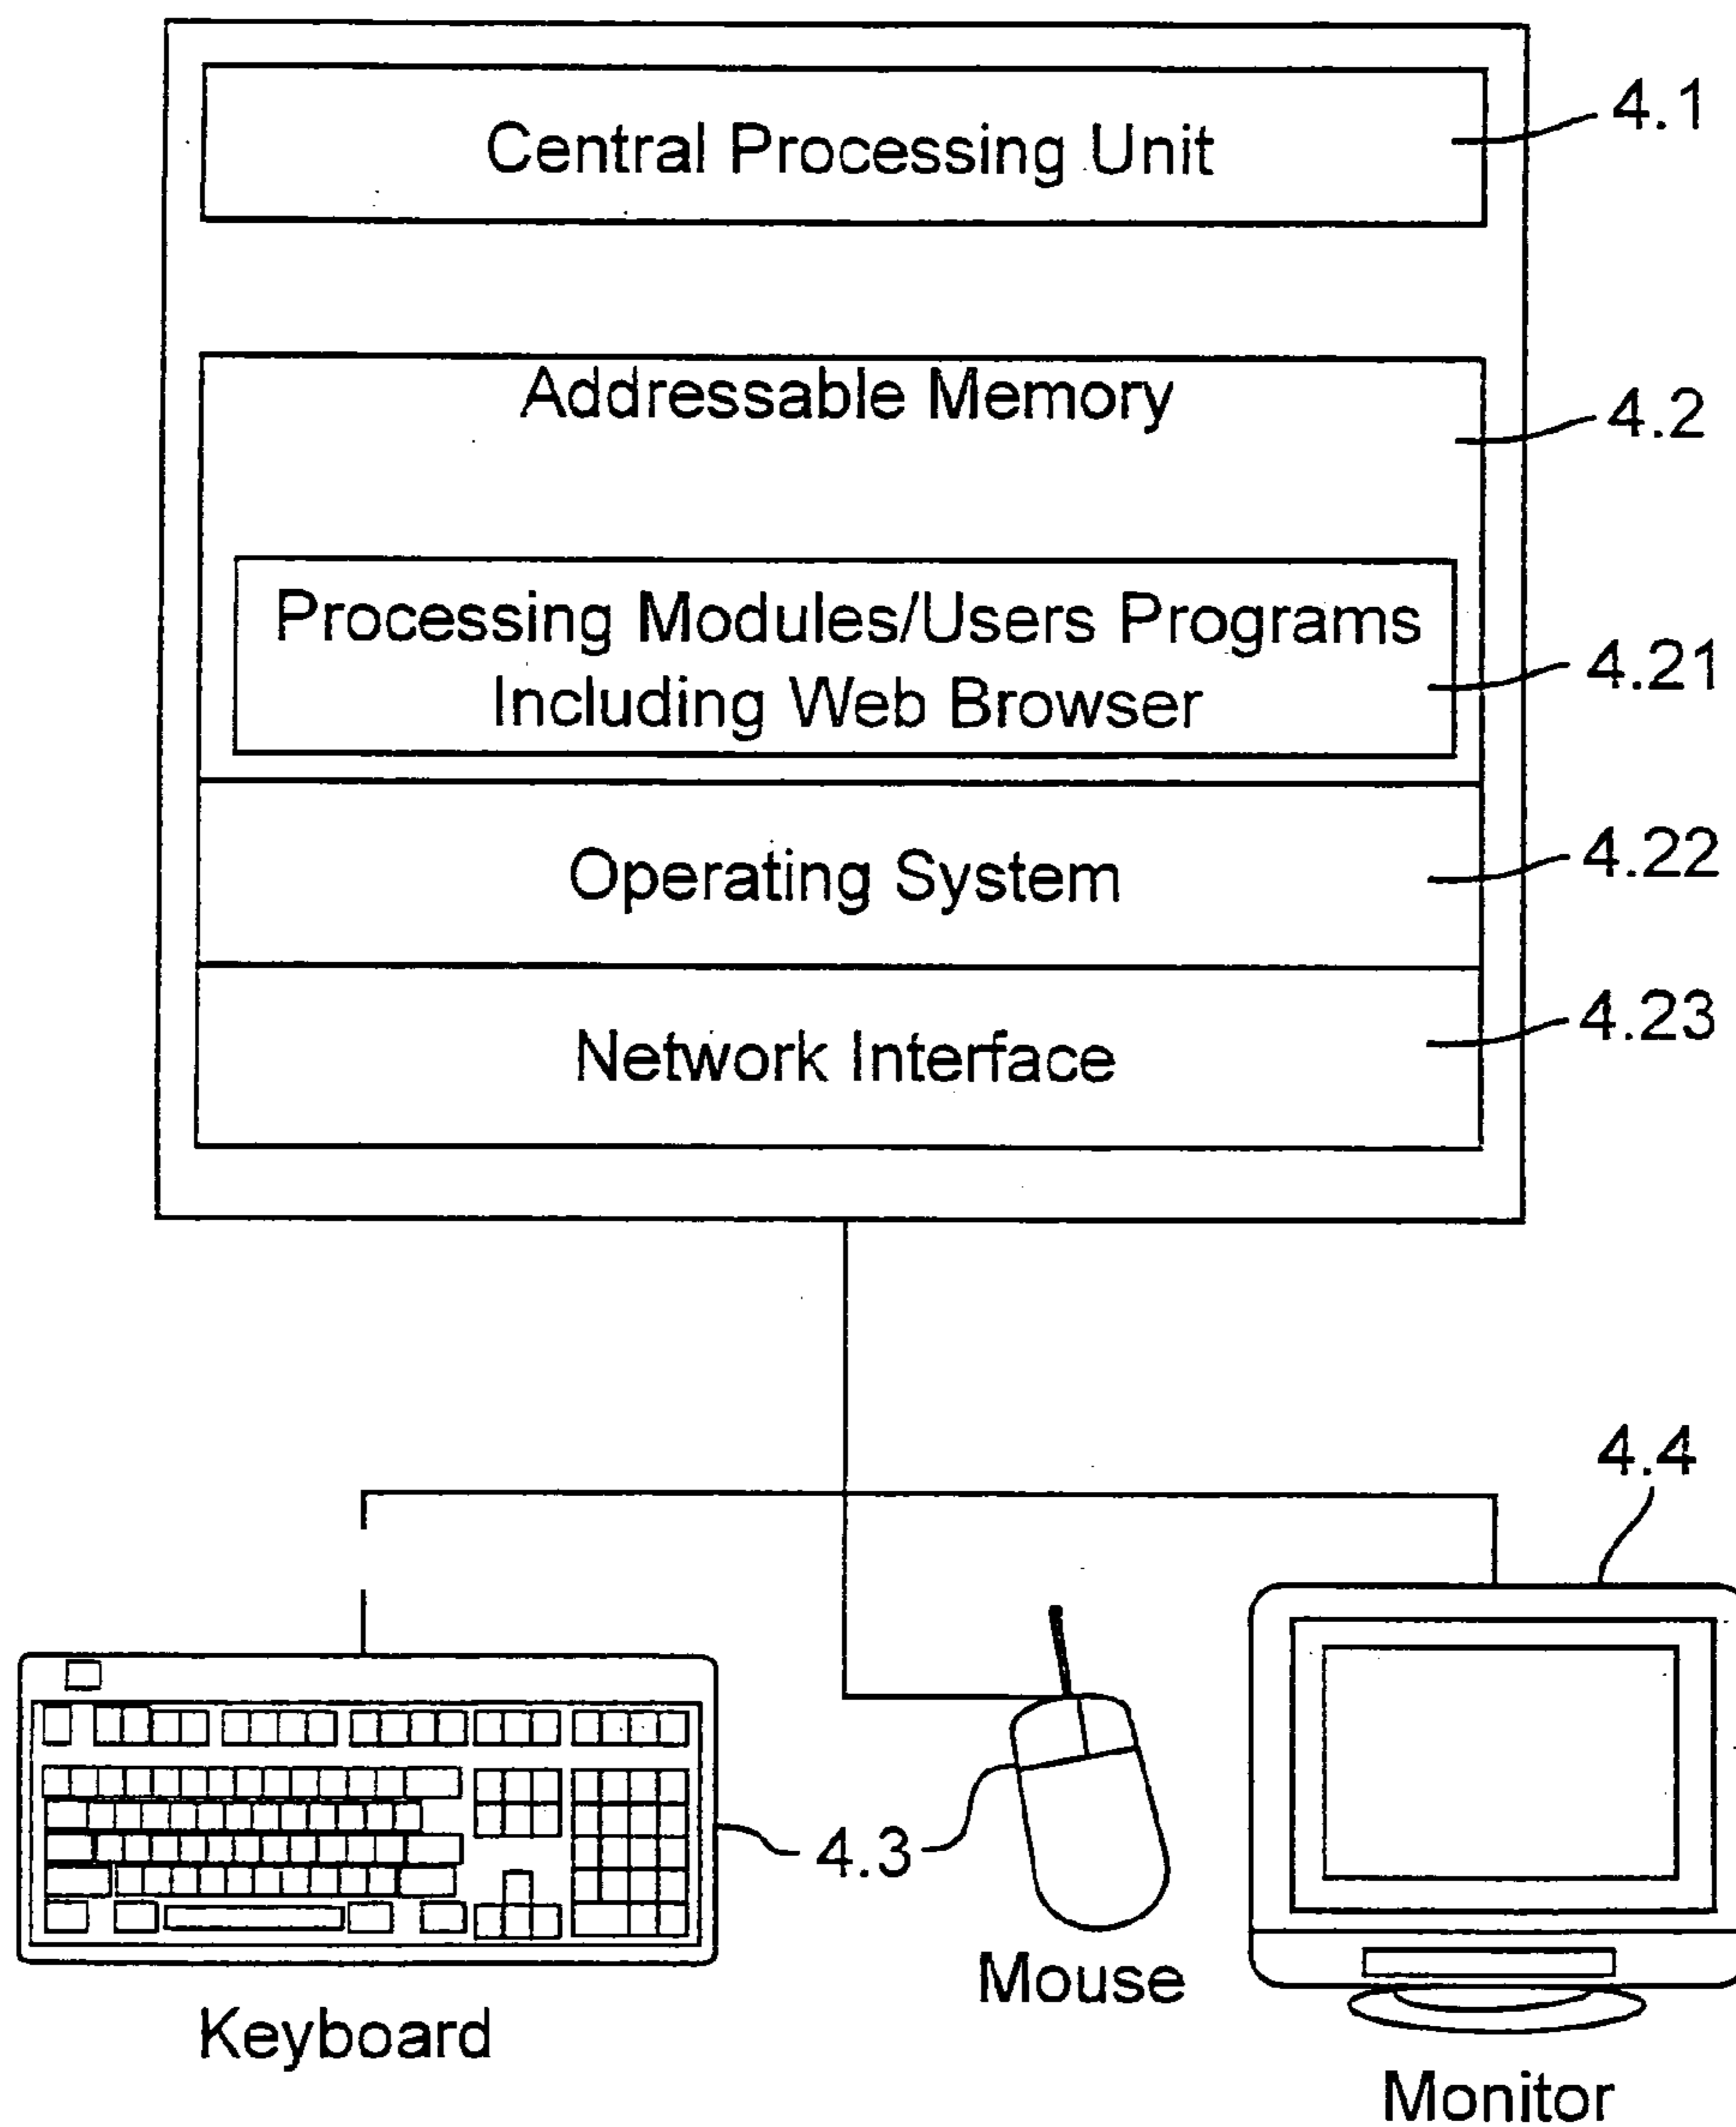 Central Processing Unit
4.1
Addressable Memory
4.2
Processing Modules/Users Programs
Including Web Browser
4.21
Operating System
4.22
Network Interface
4.23
4.4
4.3
Mouse
Keyboard
Monitor